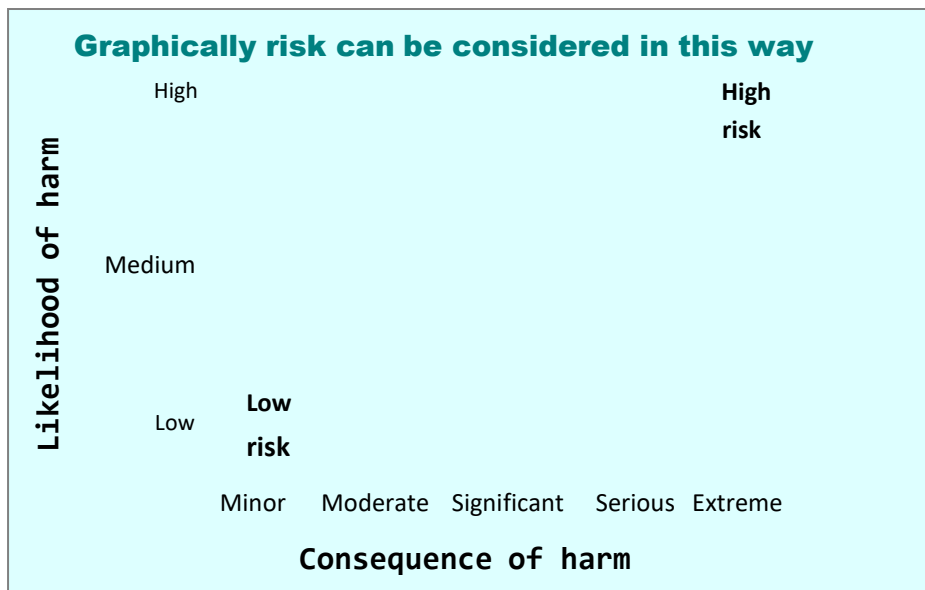 Graphically risk can be considered in this way
High
High
risk
Likelihood of harm
Medium
Low
Low
risk
Minor Moderate Significant Serious Extreme
Consequence of harm